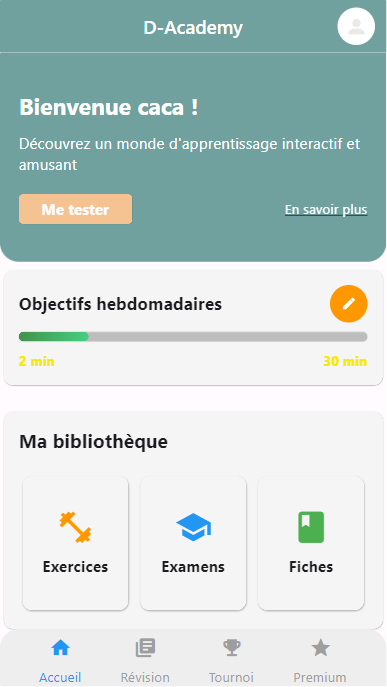 D-Academy
Bienvenue caca !
Découvrez un monde d'apprentissage interactif et
amusant
Me tester
En savoir plus
Objectifs hebdomadaires
2 min
30 min
Ma bibliothèque
Exercices
Examens
Fiches
Accueil
Révision
Tournoi
Premium